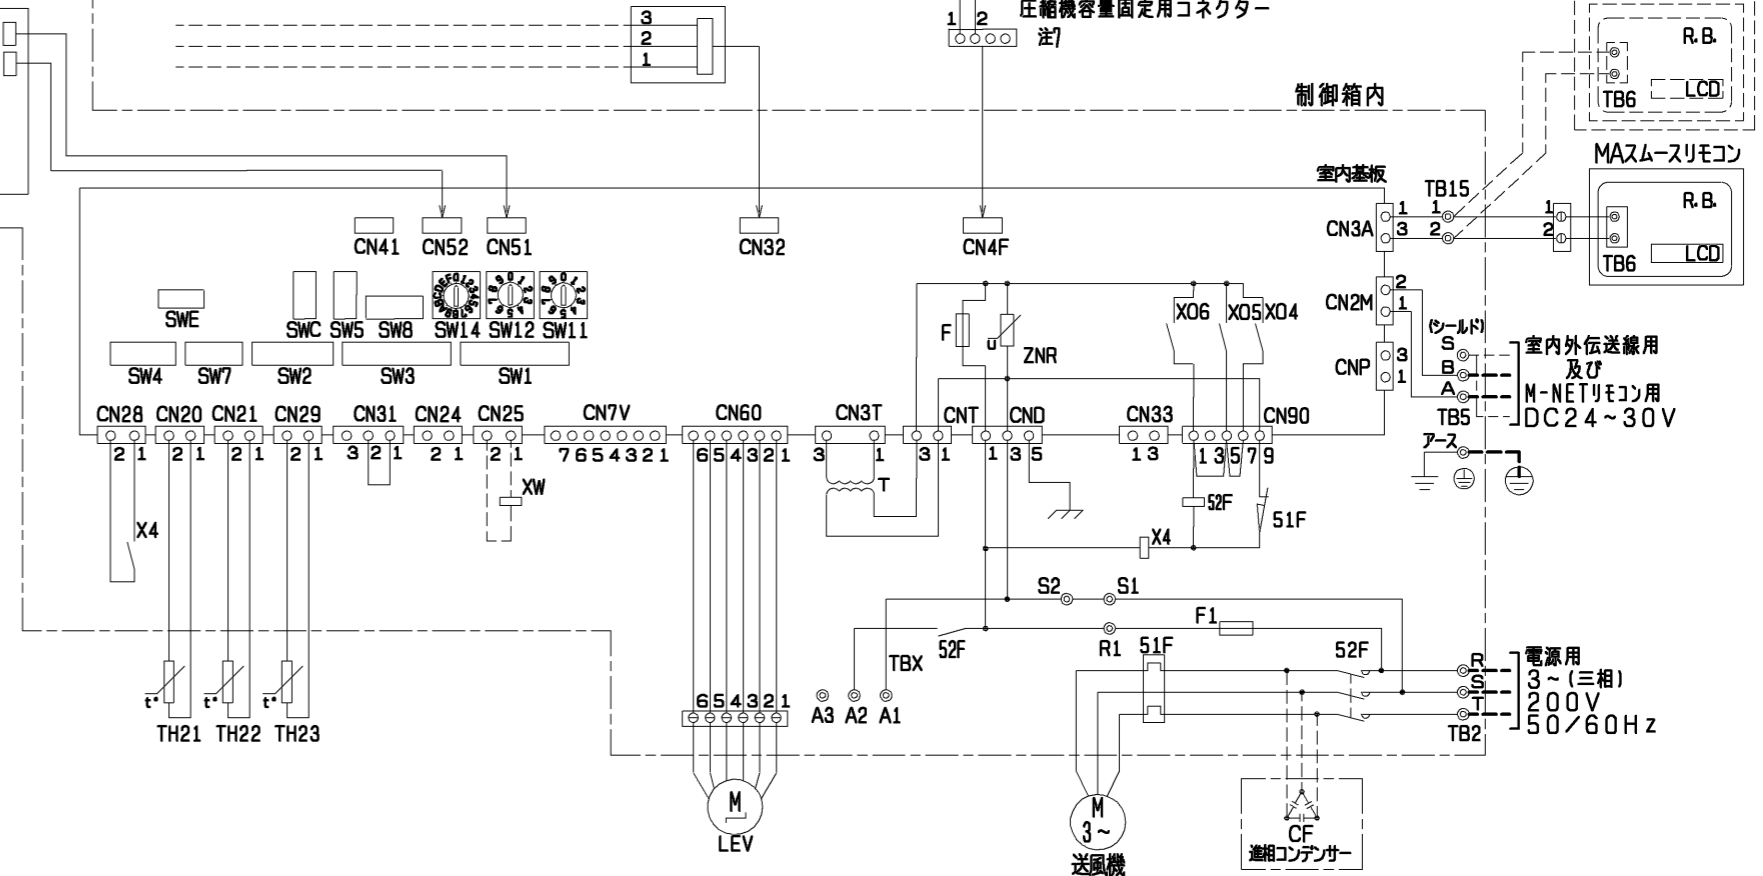 圧縮機容量固定用コネクター
1 2
注7
3
2
1
制御箱内
R.B.
LCD
TB6
MAスムースリモコン
R.B.
LCD
TB6
室内基板
TB15
CN3A
1 1 1
3 2 2
CN41 CN52 CN51 CN32 CN4F
SWE SWC SW5 SW8 SW14 SW12 SW11
SW4 SW7 SW2 SW3 SW1
F
u
ZNR
X06 X05 X04
CN2M
2
1
CNP
3
1
(シールド)
S
B
A
TB5
室内外伝送線用
及び
M-NETリモコン用
DC24~30V
アース
CN28 CN20 CN21 CN29 CN31 CN24 CN25 CN7V CN60 CN3T CNT CND CN33 CN90
2 1 2 1 2 1 2 1 3 2 1 2 1 2 1 7 6 5 4 3 2 1 6 5 4 3 2 1 3 1 3 1 1 3 5 1 3 1 3 5 7 9
X4
XW
T
52F
51F
X4
S2 S1
F1
R1
52F
TBX
A3 A2 A1
51F
52F
R
S
T
TB2
電源用
3~(三相)
200V
50/60Hz
t°
t°
t°
TH21 TH22 TH23
6 5 4 3 2 1
M
LEV
M
3~
送風機
CF
進相コンデンサー